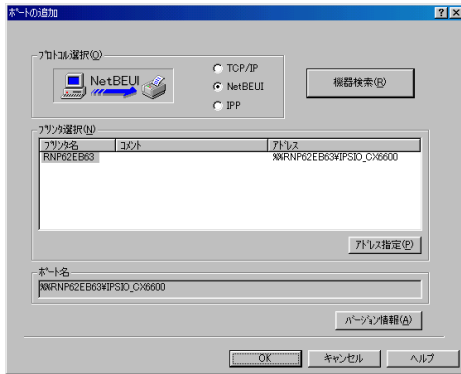 ポートの追加
プロトコル選択(O)
NetBEUI
TCP/IP
NetBEUI
IPP
機器検索(R)
プリンタ選択(N)
プリンタ名 コメント アドレス
RNP62EB63 %%RNP62EB63¥IPSIO_CX6600
アドレス指定(P)
ポート名
%%RNP62EB63¥IPSIO_CX6600
バージョン情報(A)
OK キャンセル ヘルプ